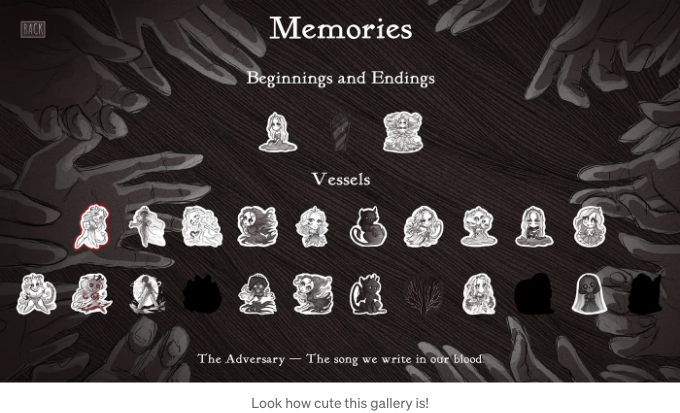 BACK
Memories
Beginnings and Endings
Vessels
The Adversary — The song we write in our blood
Look how cute this gallery is!